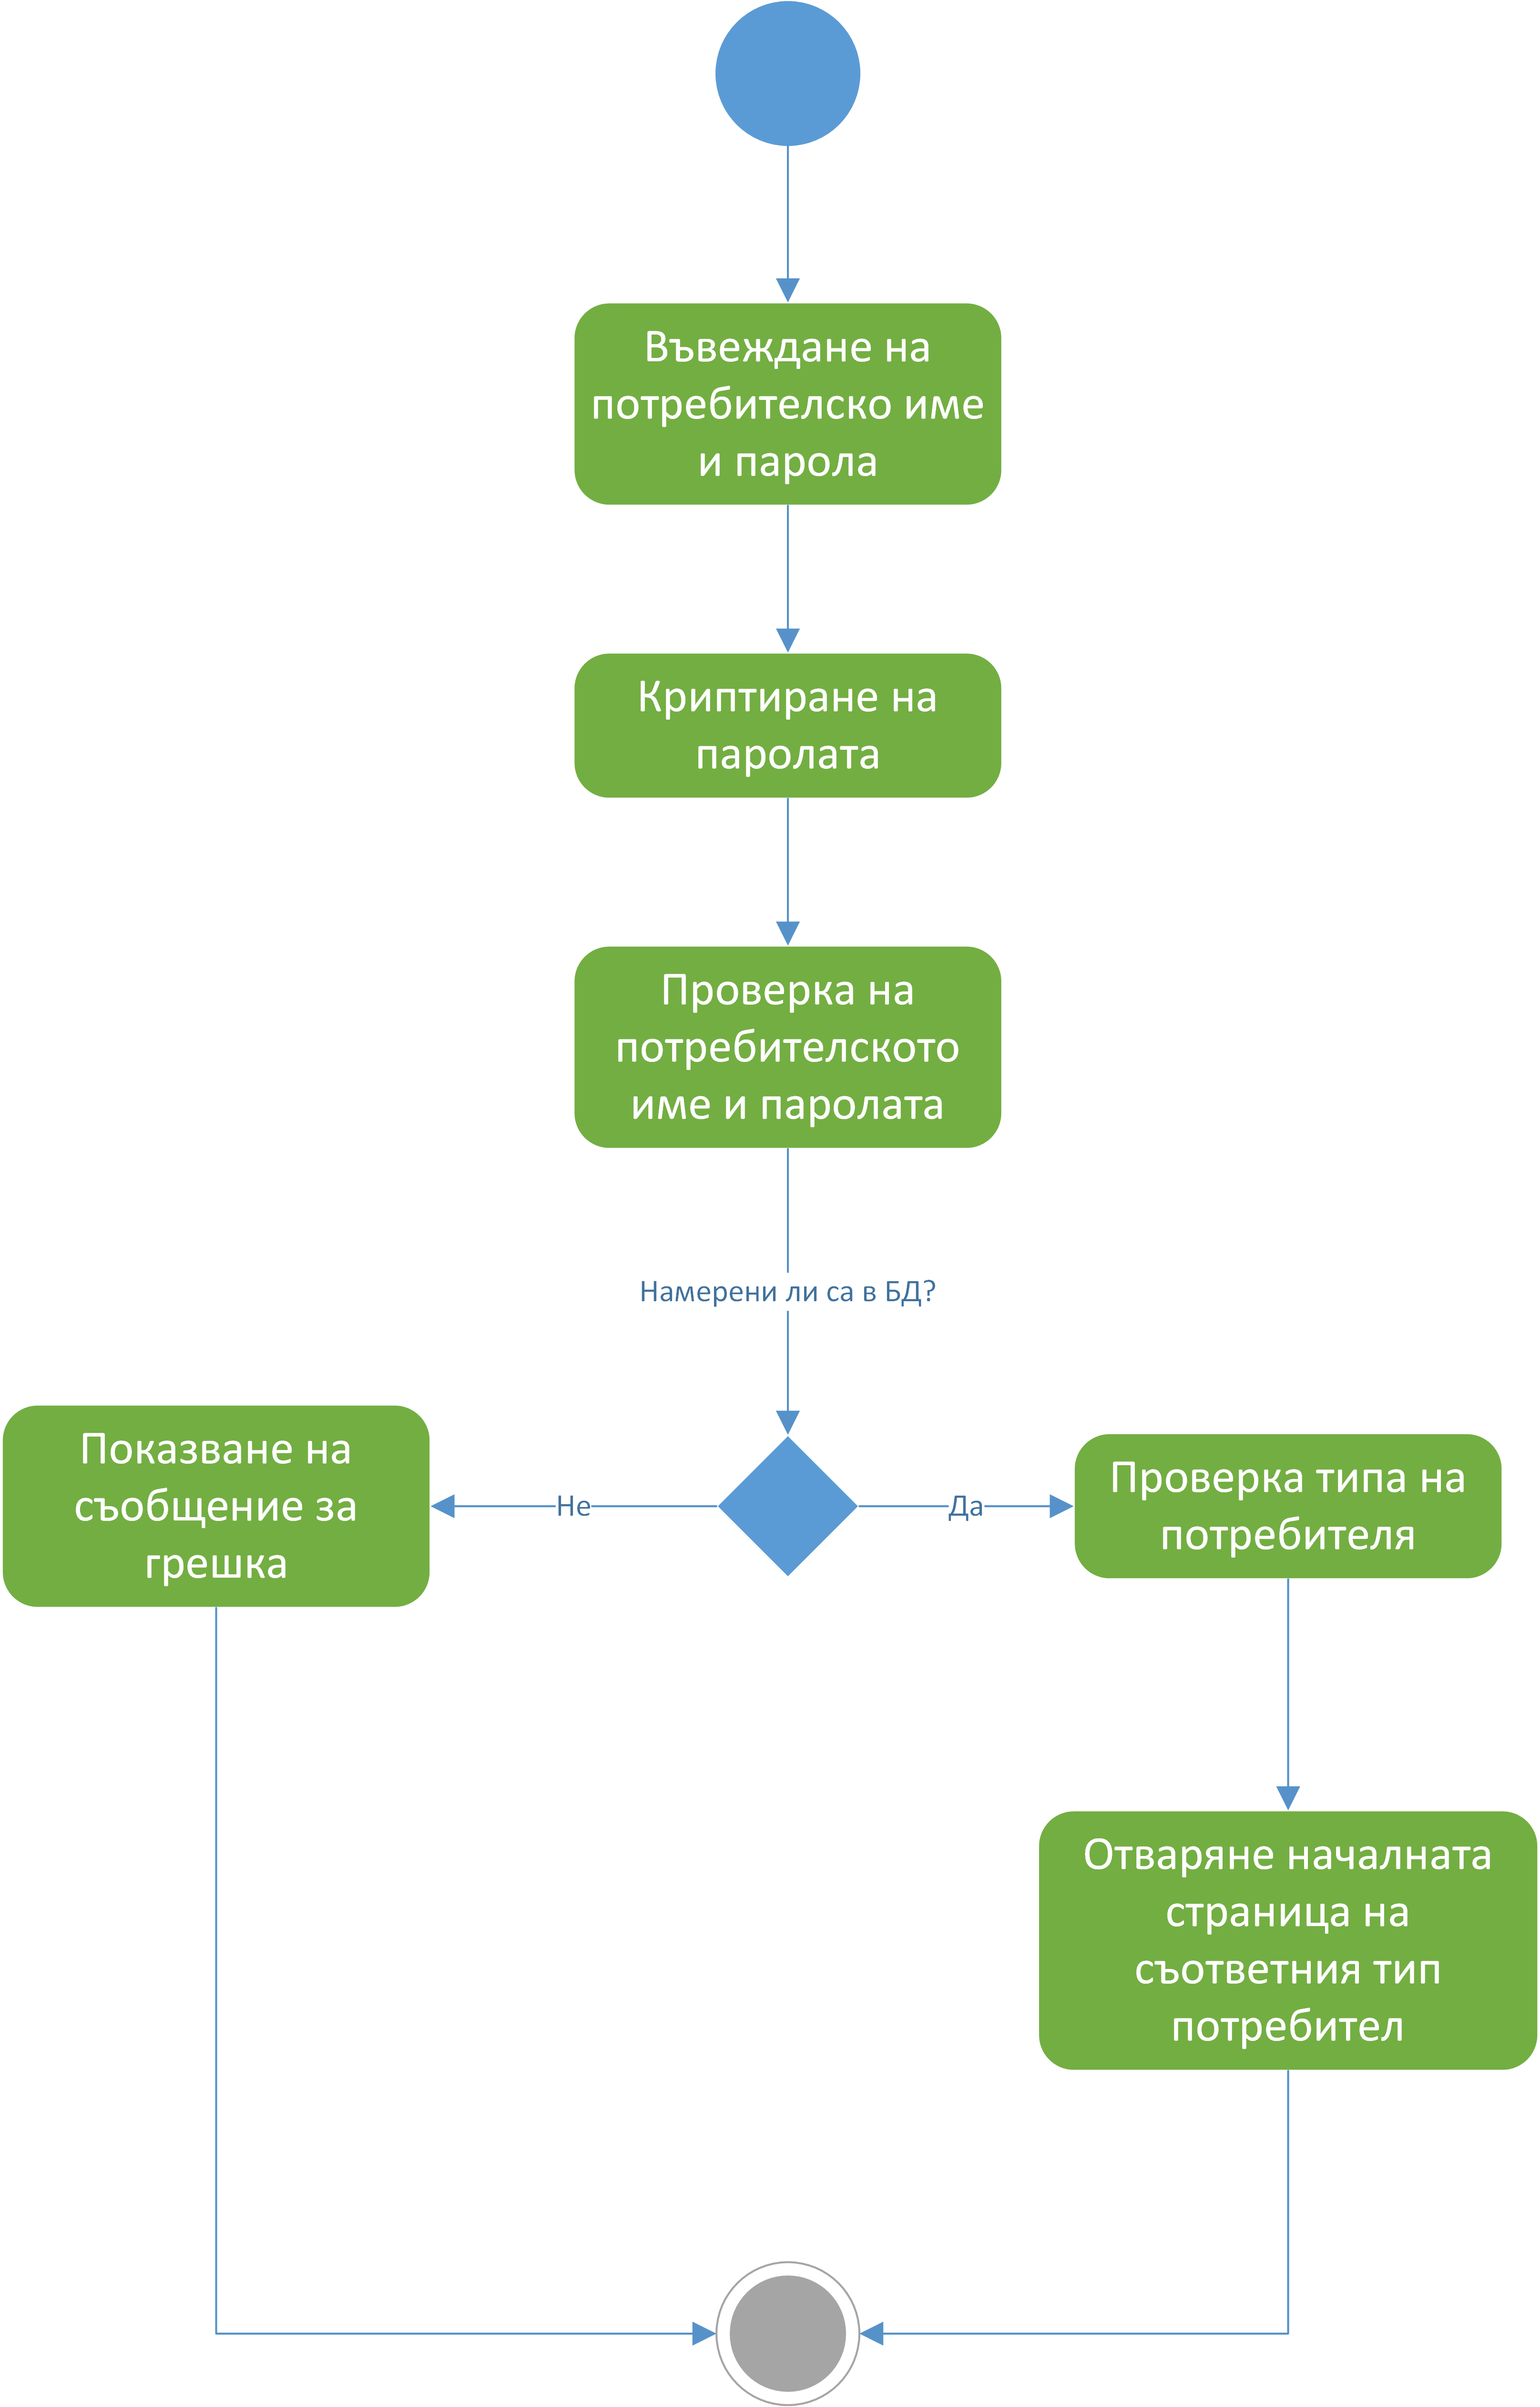 Въвеждане на
потребителско име
и парола
Криптиране на
паролата
Проверка на
потребителското
име и паролата
Намерени ли са в БД?
Показване на
съобщение за
грешка
Не
Да
Проверка типа на
потребителя
Отваряне началната
страница на
съответния тип
потребител